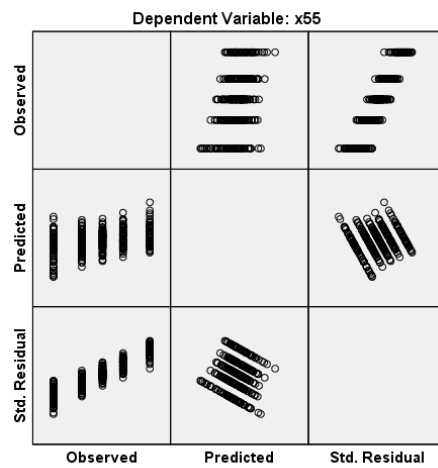 Dependent Variable: x55
Observed
Predicted
Std. Residual
Observed Predicted Std. Residual